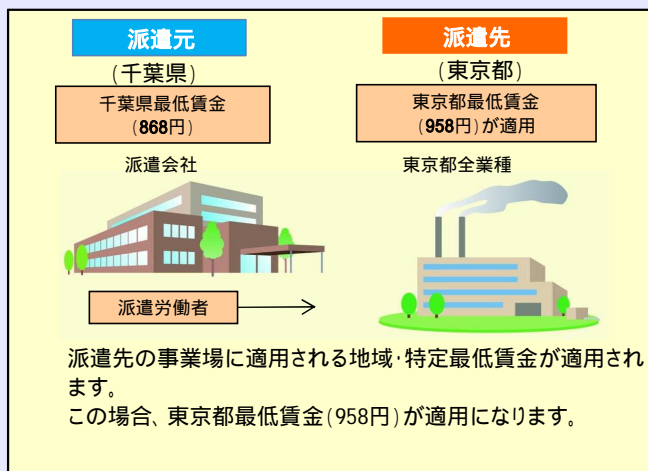 派遣元
派遣先
(千葉県)
(東京都)
千葉県最低賃金
(868円)
東京都最低賃金
(958円)が適用
派遣会社
東京都全業種
派遣労働者
派遣先の事業場に適用される地域・特定最低賃金が適用され
ます。
この場合、東京都最低賃金(958円)が適用になります。